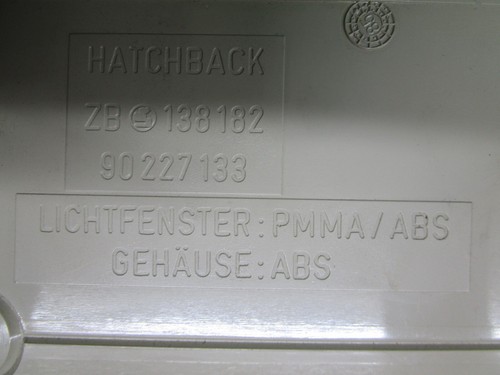 HATCHBACK
ZB 138182
90 227 133
LICHTFENSTER: PMMA/ABS
GEHÄUSE: ABS